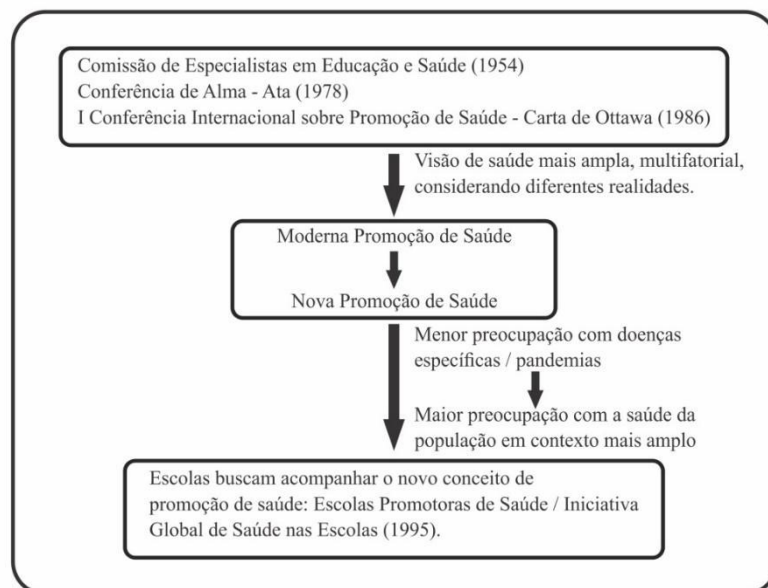 Comissão de Especialistas em Educação e Saúde (1954)
Conferência de Alma - Ata (1978)
I Conferência Internacional sobre Promoção de Saúde - Carta de Ottawa (1986)
Visão de saúde mais ampla, multifatorial,
considerando diferentes realidades.
Moderna Promoção de Saúde
Nova Promoção de Saúde
Menor preocupação com doenças
específicas / pandemias
Maior preocupação com a saúde da
população em contexto mais amplo
Escolas buscam acompanhar o novo conceito de
promoção de saúde: Escolas Promotoras de Saúde / Iniciativa
Global de Saúde nas Escolas (1995).